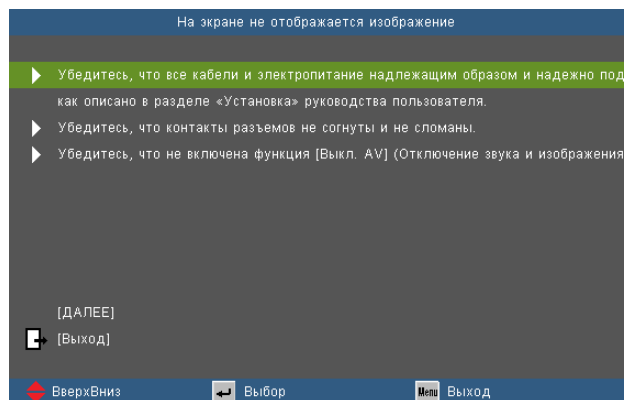 На экране не отображается изображение
Убедитесь, что все кабели и электропитание надлежащим образом и надежно под
как описано в разделе «Установка» руководства пользователя.
Убедитесь, что контакты разъемов не согнуты и не сломаны.
Убедитесь, что не включена функция [Выкл. AV] (Отключение звука и изображения
[ДАЛЕЕ]
[Выход]
ВверхВниз Выбор Menu Выход